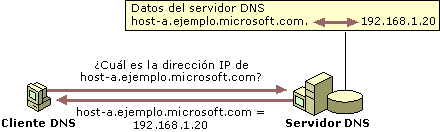 Datos del servidor DNS
host-a.ejemplo.microsoft.com. 192.168.1.20
¿Cuál es la dirección IP de
host-a.ejemplo.microsoft.com?
host-a.ejemplo.microsoft.com =
192.168.1.20
Cliente DNS
Servidor DNS